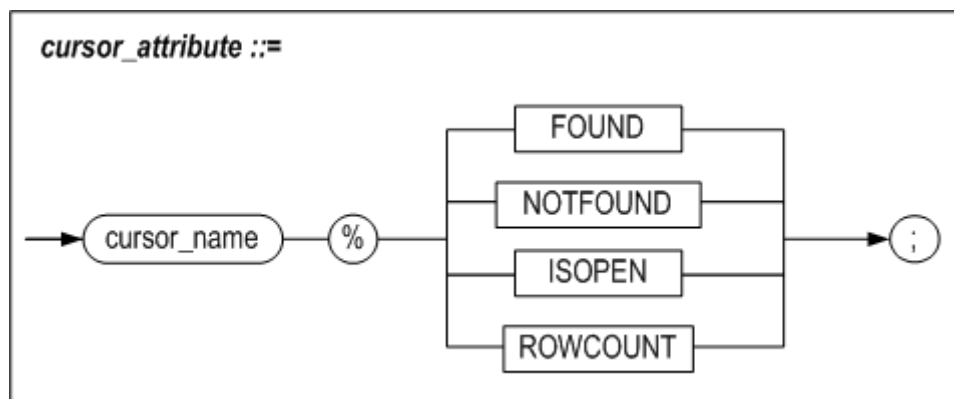 cursor_attribute ::=
FOUND
NOTFOUND
cursor_name % ;
ISOPEN
ROWCOUNT